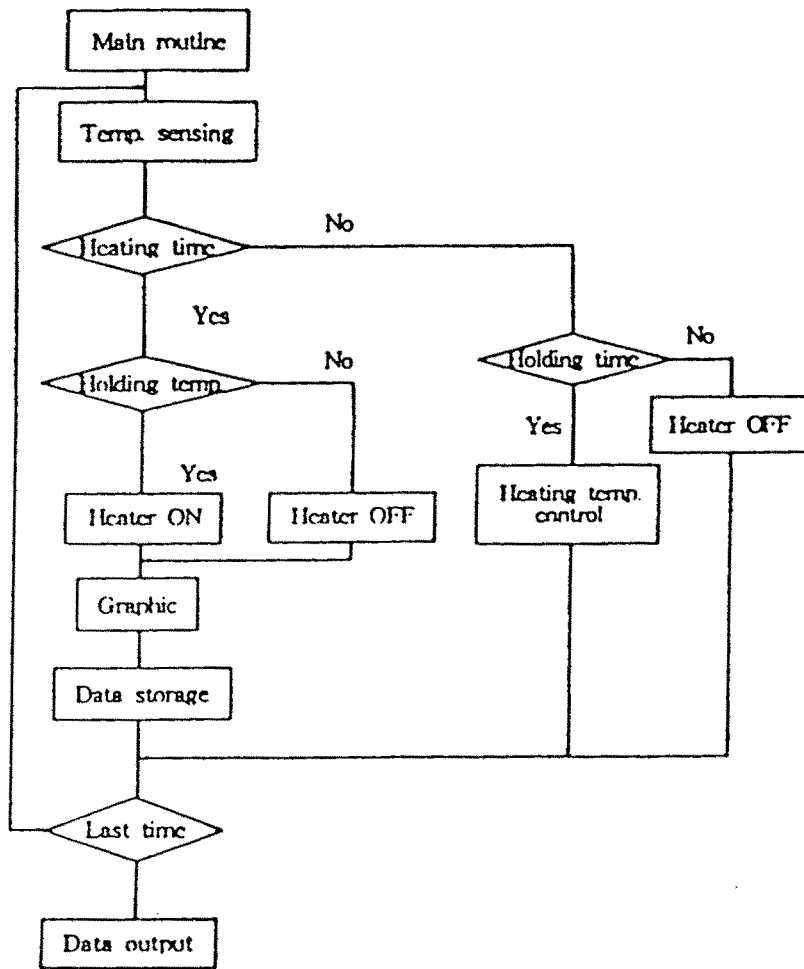 Main routine
Temp. sensing
Heating time
No
Yes
Holding temp.
No
Yes
Heater ON
Heater OFF
Holding time
No
Yes
Heater OFF
Heating temp.
control
Graphic
Data storage
Last time
Data output